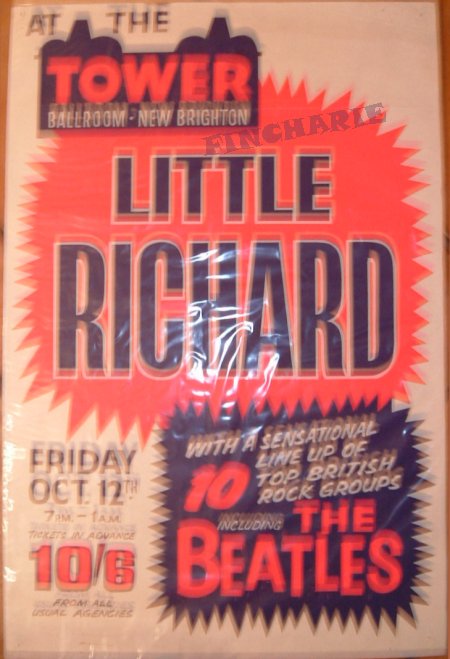 AT THE
TOWER
BALLROOM · NEW BRIGHTON
FINCHARIE
LITTLE
RICHARD
FRIDAY
OCT. 12TH
7 P.M. – 1 A.M.
TICKETS IN ADVANCE
10/6
FROM ALL
USUAL AGENCIES
WITH A SENSATIONAL
LINE UP OF
10 TOP BRITISH
ROCK GROUPS
INCLUDING THE
BEATLES